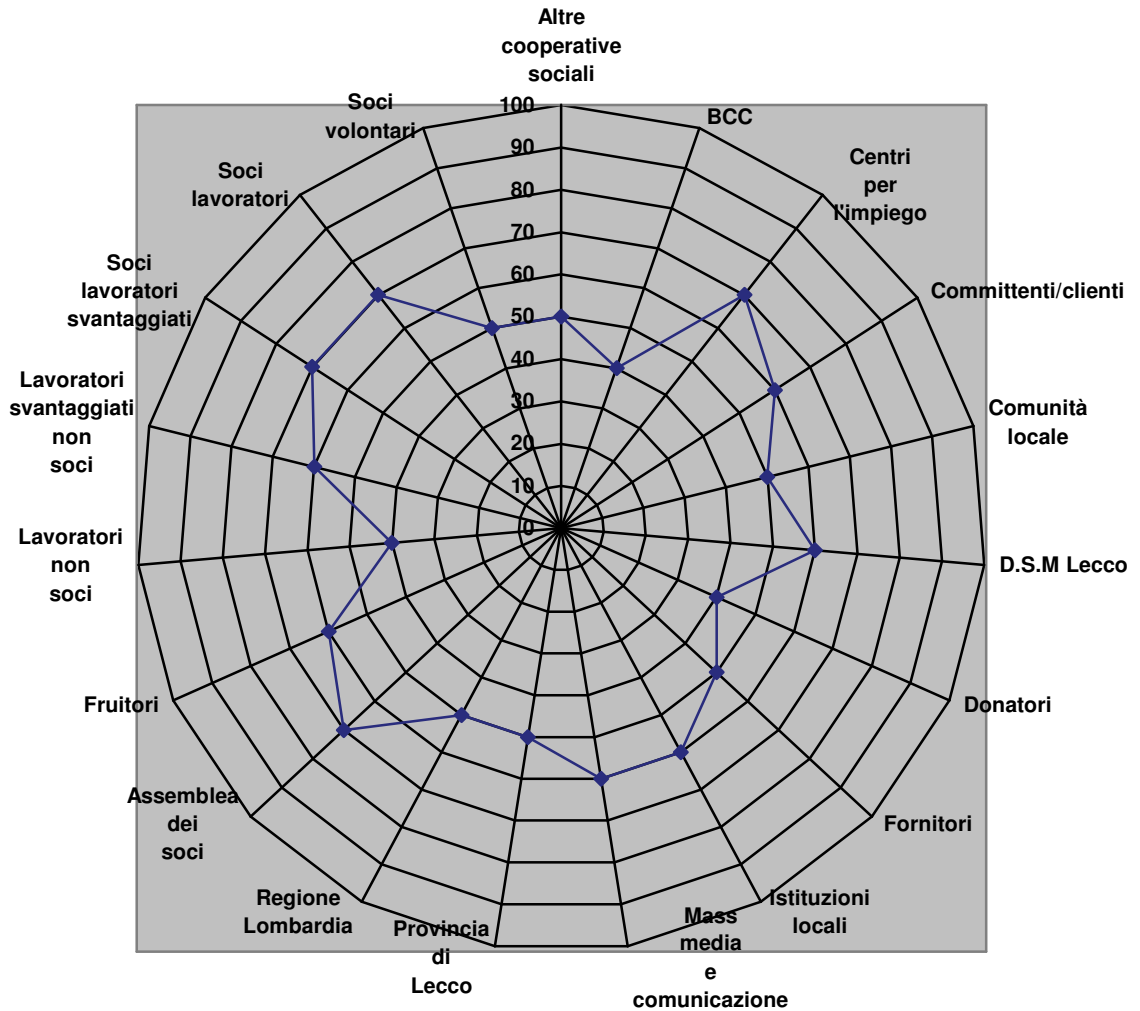 Altre
cooperative
sociali
BCC
Centri
per
l'impiego
Committenti/clienti
Comunità
locale
D.S.M Lecco
Donatori
Fornitori
Istituzioni
locali
Mass
media
e
comunicazione
Provincia
di
Lecco
Regione
Lombardia
Assemblea
dei
soci
Fruitori
Lavoratori
non
soci
Lavoratori
svantaggiati
non
soci
Soci
lavoratori
svantaggiati
Soci
lavoratori
Soci
volontari
100
90
80
70
60
50
40
30
20
10
0